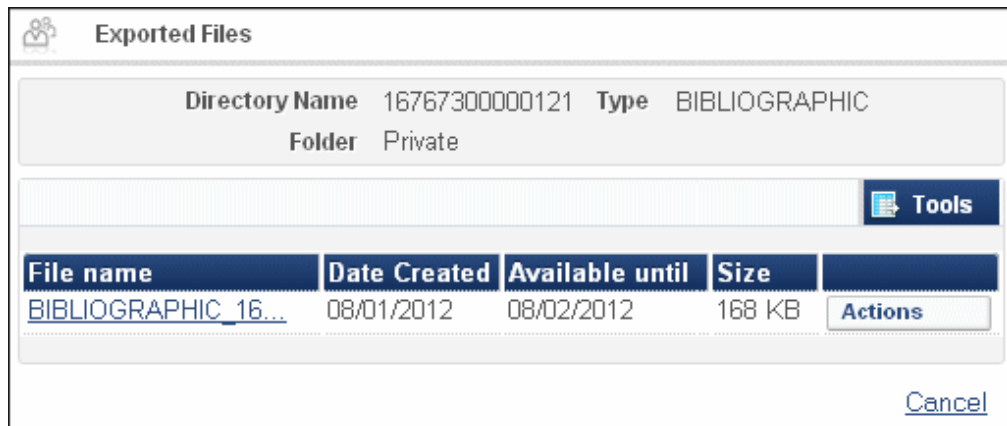 Exported Files
Directory Name 16767300000121 Type BIBLIOGRAPHIC
Folder Private
Tools
File name Date Created Available until Size
BIBLIOGRAPHIC_16... 08/01/2012 08/02/2012 168 KB Actions
Cancel